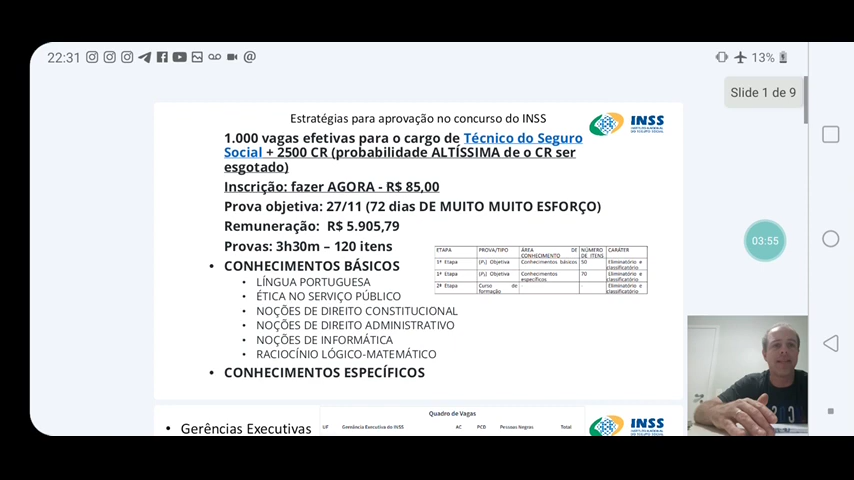 22:31
13%
Slide 1 de 9
Estratégias para aprovação no concurso do INSS
INSS
1.000 vagas efetivas para o cargo de Técnico do Seguro
Social + 2500 CR (probabilidade ALTÍSSIMA de o CR ser
esgotado)
Inscrição: fazer AGORA - R$ 85,00
Prova objetiva: 27/11 (72 dias DE MUITO MUITO ESFORÇO)
Remuneração: R$ 5.905,79
Provas: 3h30m – 120 itens
ETAPA PROVA/TIPO ÁREA DE CONHECIMENTO NÚMERO DE ITENS CARÁTER
1ª Etapa (P₁) Objetiva Conhecimentos básicos 50 Eliminatório e classificatório
1ª Etapa (P₂) Objetiva Conhecimentos específicos 70 Eliminatório e classificatório
2ª Etapa Curso de formação - - Eliminatório e classificatório
• CONHECIMENTOS BÁSICOS
• LÍNGUA PORTUGUESA
• ÉTICA NO SERVIÇO PÚBLICO
• NOÇÕES DE DIREITO CONSTITUCIONAL
• NOÇÕES DE DIREITO ADMINISTRATIVO
• NOÇÕES DE INFORMÁTICA
• RACIOCÍNIO LÓGICO-MATEMÁTICO
• CONHECIMENTOS ESPECÍFICOS
03:55
Quadro de Vagas
• Gerências Executivas
UF Gerência Executiva do INSS AC PCD Pessoas Negras Total
INSS